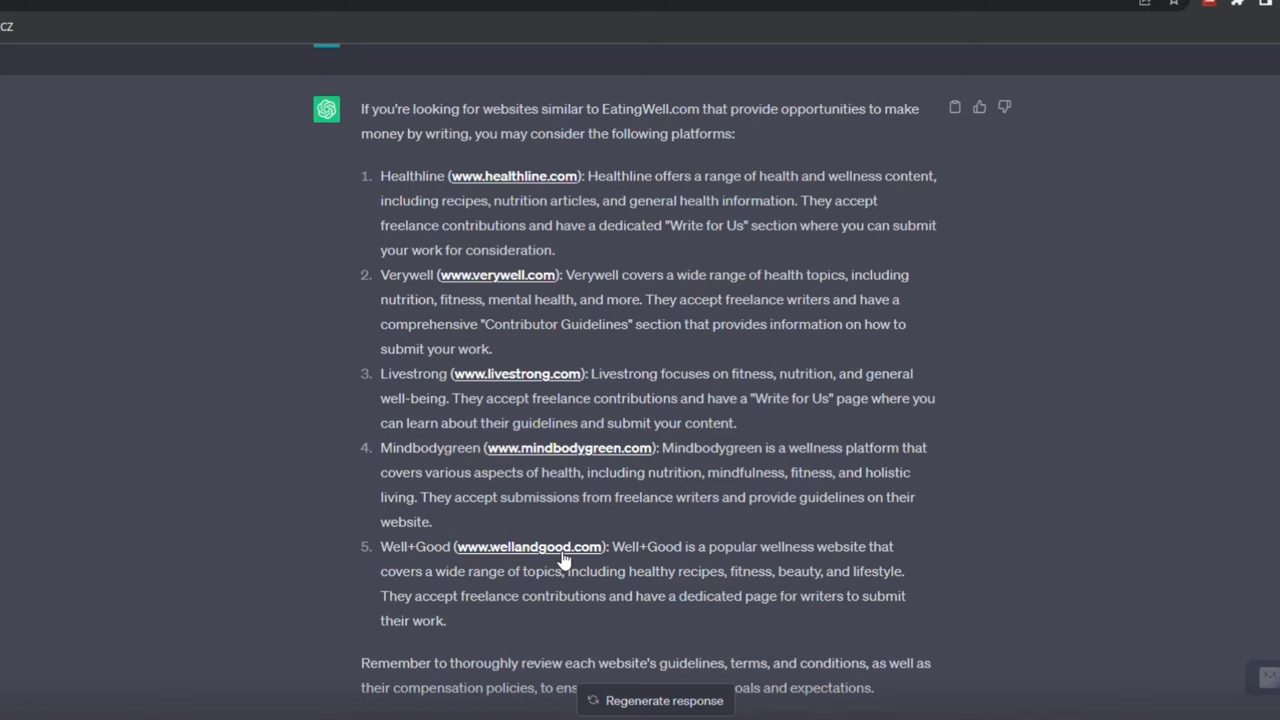 CZ
If you're looking for websites similar to EatingWell.com that provide opportunities to make
money by writing, you may consider the following platforms:
1. Healthline (www.healthline.com): Healthline offers a range of health and wellness content,
including recipes, nutrition articles, and general health information. They accept
freelance contributions and have a dedicated "Write for Us" section where you can submit
your work for consideration.
2. Verywell (www.verywell.com): Verywell covers a wide range of health topics, including
nutrition, fitness, mental health, and more. They accept freelance writers and have a
comprehensive "Contributor Guidelines" section that provides information on how to
submit your work.
3. Livestrong (www.livestrong.com): Livestrong focuses on fitness, nutrition, and general
well-being. They accept freelance contributions and have a "Write for Us" page where you
can learn about their guidelines and submit your content.
4. Mindbodygreen (www.mindbodygreen.com): Mindbodygreen is a wellness platform that
covers various aspects of health, including nutrition, mindfulness, fitness, and holistic
living. They accept submissions from freelance writers and provide guidelines on their
website.
5. Well+Good (www.wellandgood.com): Well+Good is a popular wellness website that
covers a wide range of topics, including healthy recipes, fitness, beauty, and lifestyle.
They accept freelance contributions and have a dedicated page for writers to submit
their work.
Remember to thoroughly review each website's guidelines, terms, and conditions, as well as
their compensation policies, to ens oals and expectations.
Regenerate response